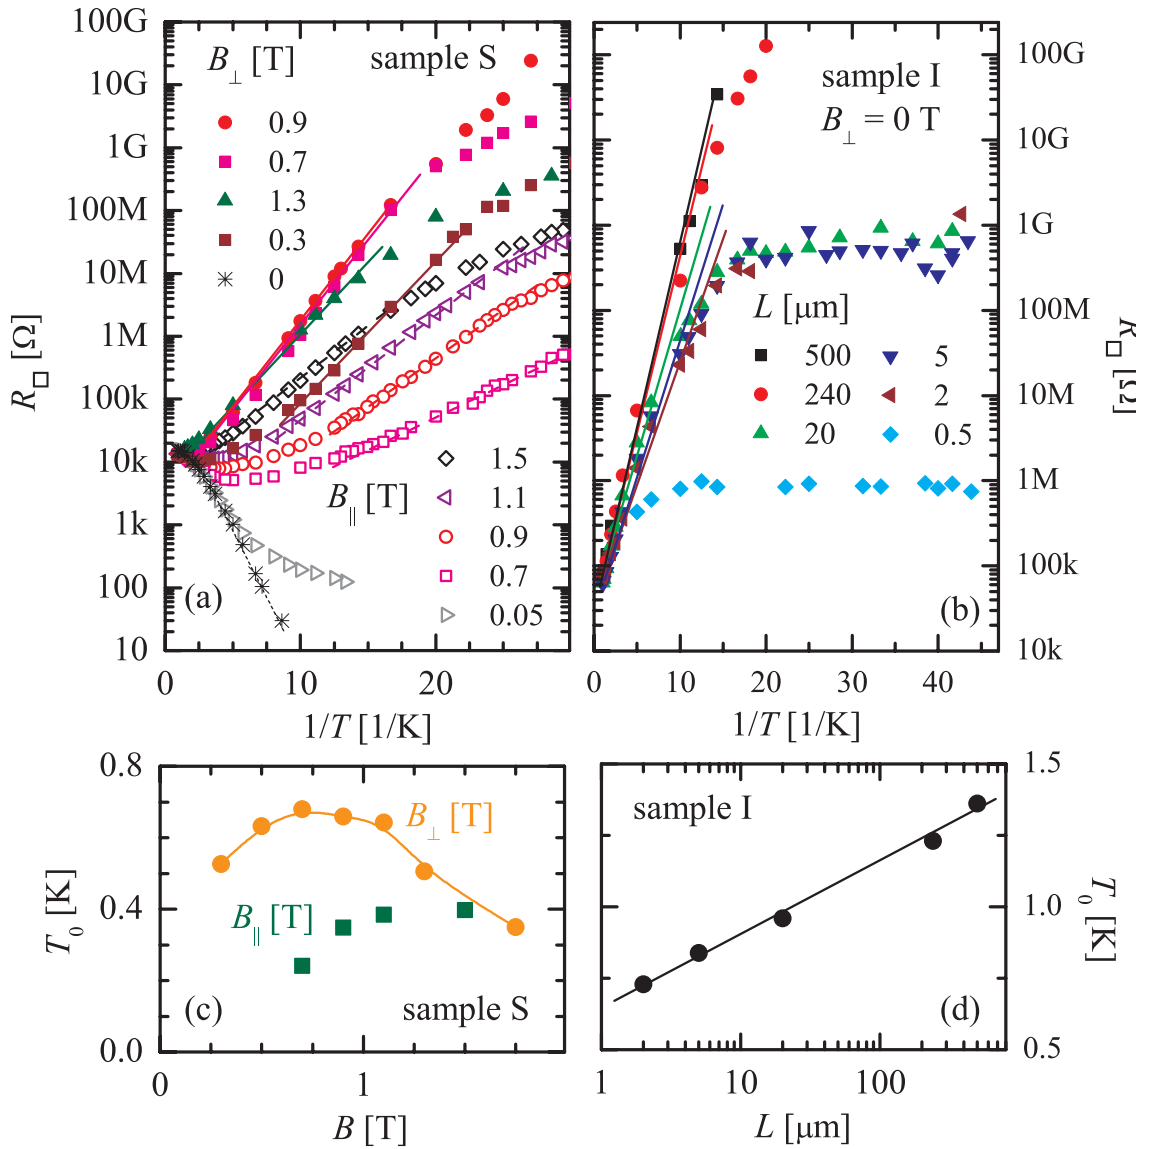 100G
10G
1G
100M
10M
1M
100k
10k
1k
100
10
R□ [Ω]
B⊥ [T]
sample S
0.9
0.7
1.3
0.3
0
B∥ [T]
1.5
1.1
0.9
0.7
0.05
(a)
0
10
20
1/T [1/K]
sample I
B⊥ = 0 T
L [μm]
500
5
240
2
20
0.5
(b)
100G
10G
1G
100M
10M
1M
100k
10k
R□ [Ω]
0
10
20
30
40
1/T [1/K]
0.8
0.4
0.0
T0 [K]
B⊥ [T]
B∥ [T]
(c)
sample S
0
1
B [T]
sample I
(d)
1.5
1.0
0.5
T0 [K]
1
10
100
L [μm]